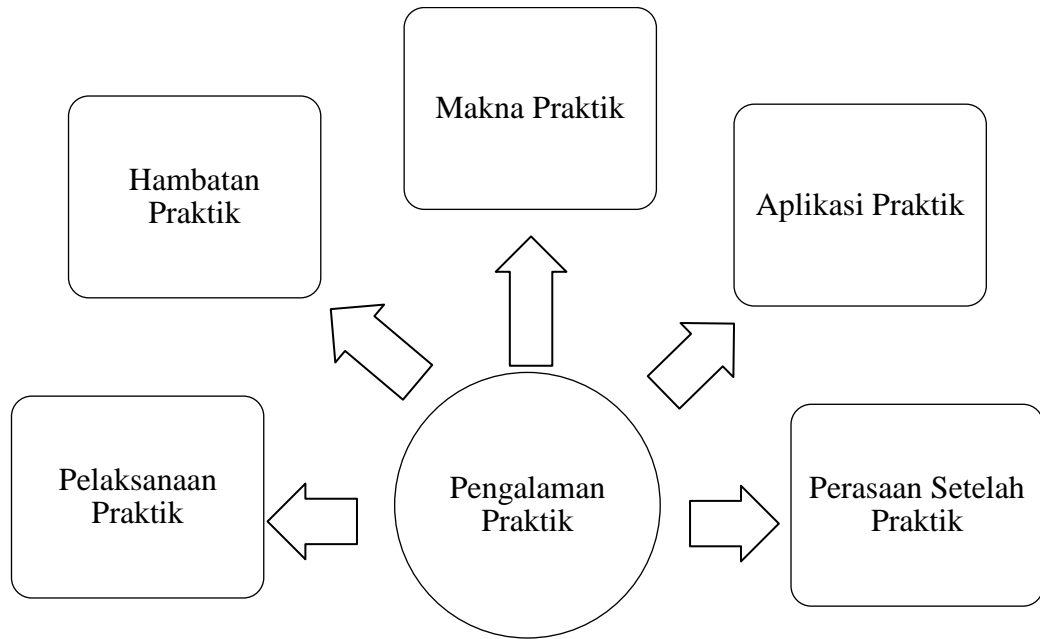 Makna Praktik
Hambatan
Praktik
Aplikasi Praktik
Pelaksanaan
Praktik
Pengalaman
Praktik
Perasaan Setelah
Praktik